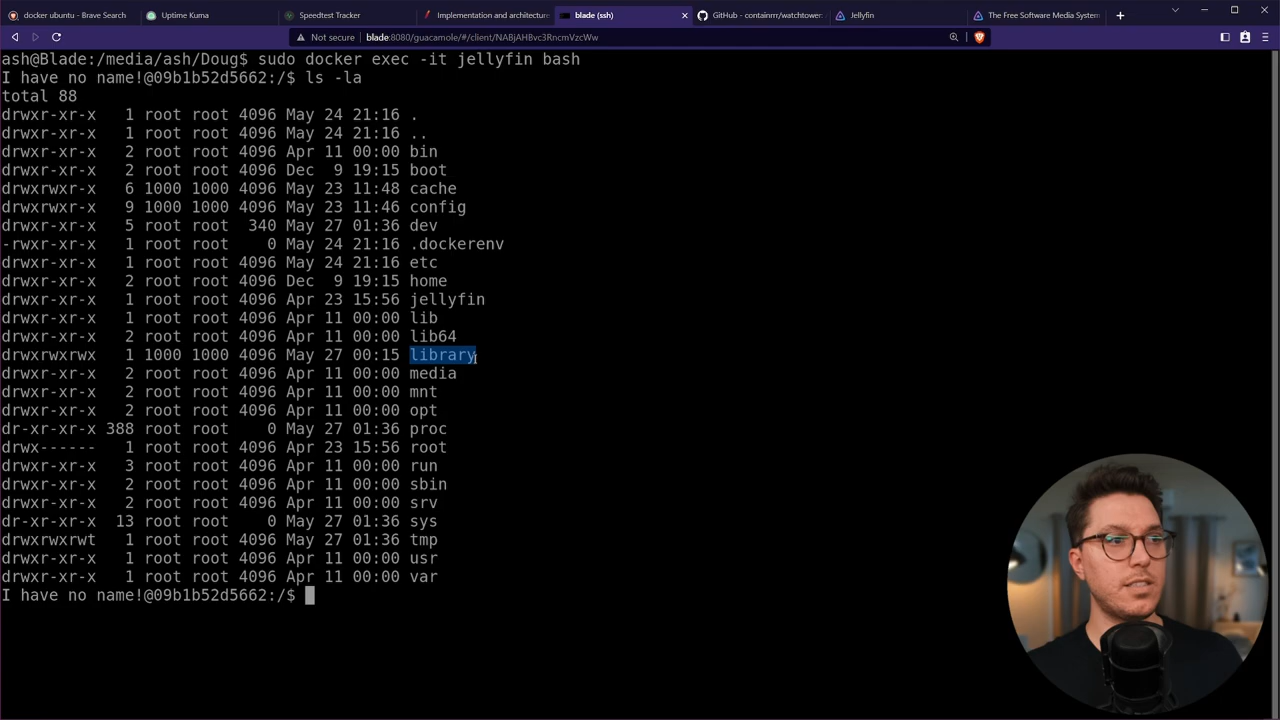 docker ubuntu - Brave Search
Uptime Kuma
Speedtest Tracker
Implementation and architectur
blade (ssh)
GitHub - containrrr/watchtower
Jellyfin
The Free Software Media System
Not secure blade:8080/guacamole/#/client/NABjAHBvc3RncmVzcWw
ash@Blade:/media/ash/Doug$ sudo docker exec -it jellyfin bash
I have no name!@09b1b52d5662:/$ ls -la
total 88
drwxr-xr-x 1 root root 4096 May 24 21:16 .
drwxr-xr-x 1 root root 4096 May 24 21:16 ..
drwxr-xr-x 2 root root 4096 Apr 11 00:00 bin
drwxr-xr-x 2 root root 4096 Dec 9 19:15 boot
drwxrwxr-x 6 1000 1000 4096 May 23 11:48 cache
drwxrwxr-x 9 1000 1000 4096 May 23 11:46 config
drwxr-xr-x 5 root root 340 May 27 01:36 dev
-rwxr-xr-x 1 root root 0 May 24 21:16 .dockerenv
drwxr-xr-x 1 root root 4096 May 24 21:16 etc
drwxr-xr-x 2 root root 4096 Dec 9 19:15 home
drwxr-xr-x 1 root root 4096 Apr 23 15:56 jellyfin
drwxr-xr-x 1 root root 4096 Apr 11 00:00 lib
drwxr-xr-x 2 root root 4096 Apr 11 00:00 lib64
drwxrwxrwx 1 1000 1000 4096 May 27 00:15 library
drwxr-xr-x 2 root root 4096 Apr 11 00:00 media
drwxr-xr-x 2 root root 4096 Apr 11 00:00 mnt
drwxr-xr-x 2 root root 4096 Apr 11 00:00 opt
dr-xr-xr-x 388 root root 0 May 27 01:36 proc
drwx------ 1 root root 4096 Apr 23 15:56 root
drwxr-xr-x 3 root root 4096 Apr 11 00:00 run
drwxr-xr-x 2 root root 4096 Apr 11 00:00 sbin
drwxr-xr-x 2 root root 4096 Apr 11 00:00 srv
dr-xr-xr-x 13 root root 0 May 27 01:36 sys
drwxrwxrwt 1 root root 4096 May 27 01:36 tmp
drwxr-xr-x 1 root root 4096 Apr 11 00:00 usr
drwxr-xr-x 1 root root 4096 Apr 11 00:00 var
I have no name!@09b1b52d5662:/$